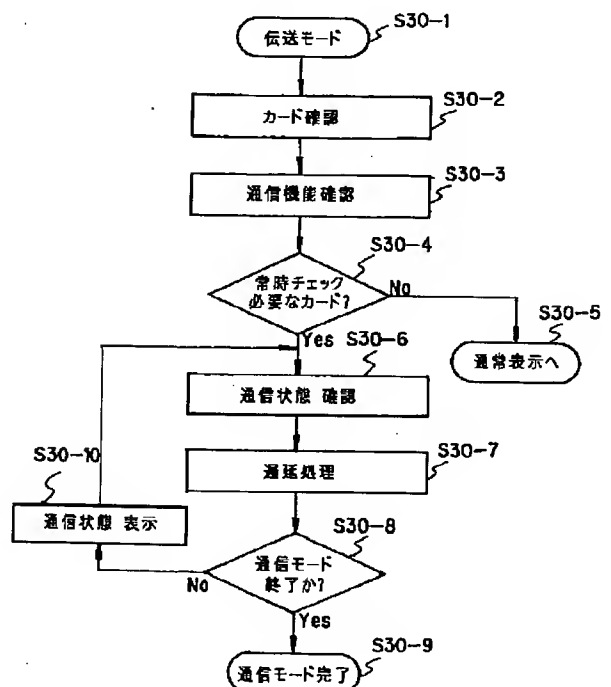 伝送モード
S30-1
カード確認
S30-2
通信機能確認
S30-3
常時チェック
必要なカード?
S30-4
No
Yes
通常表示へ
S30-5
通信状態 確認
S30-6
遅延処理
S30-7
通信状態 表示
S30-10
通信モード
終了か?
S30-8
No
Yes
通信モード完了
S30-9